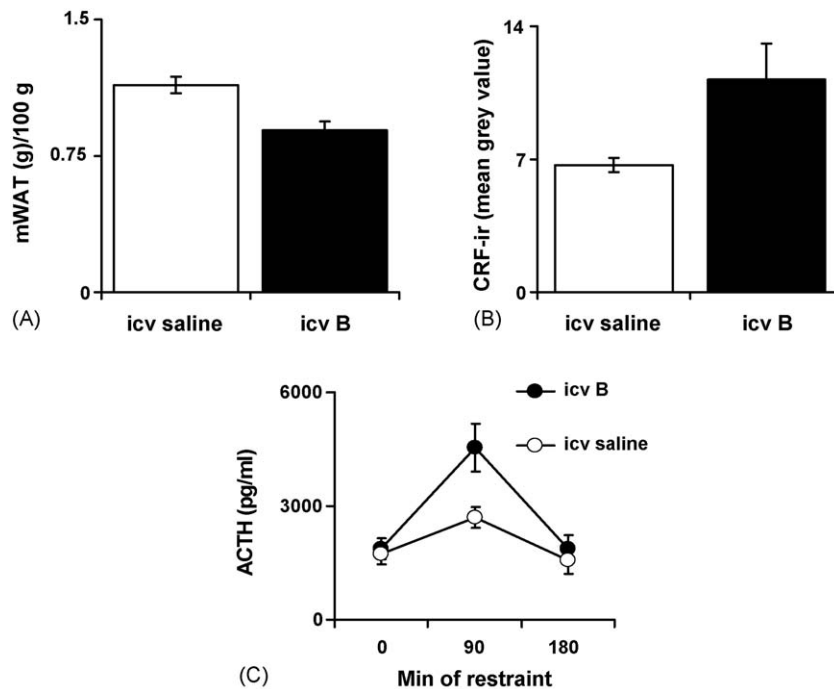 1.5
0.75
0
mWAT (g)/100 g
icv saline
icv B
(A)
14
7
0
CRF-ir (mean grey value)
icv saline
icv B
(B)
6000
3000
0
ACTH (pg/ml)
icv B
icv saline
0
90
180
Min of restraint
(C)